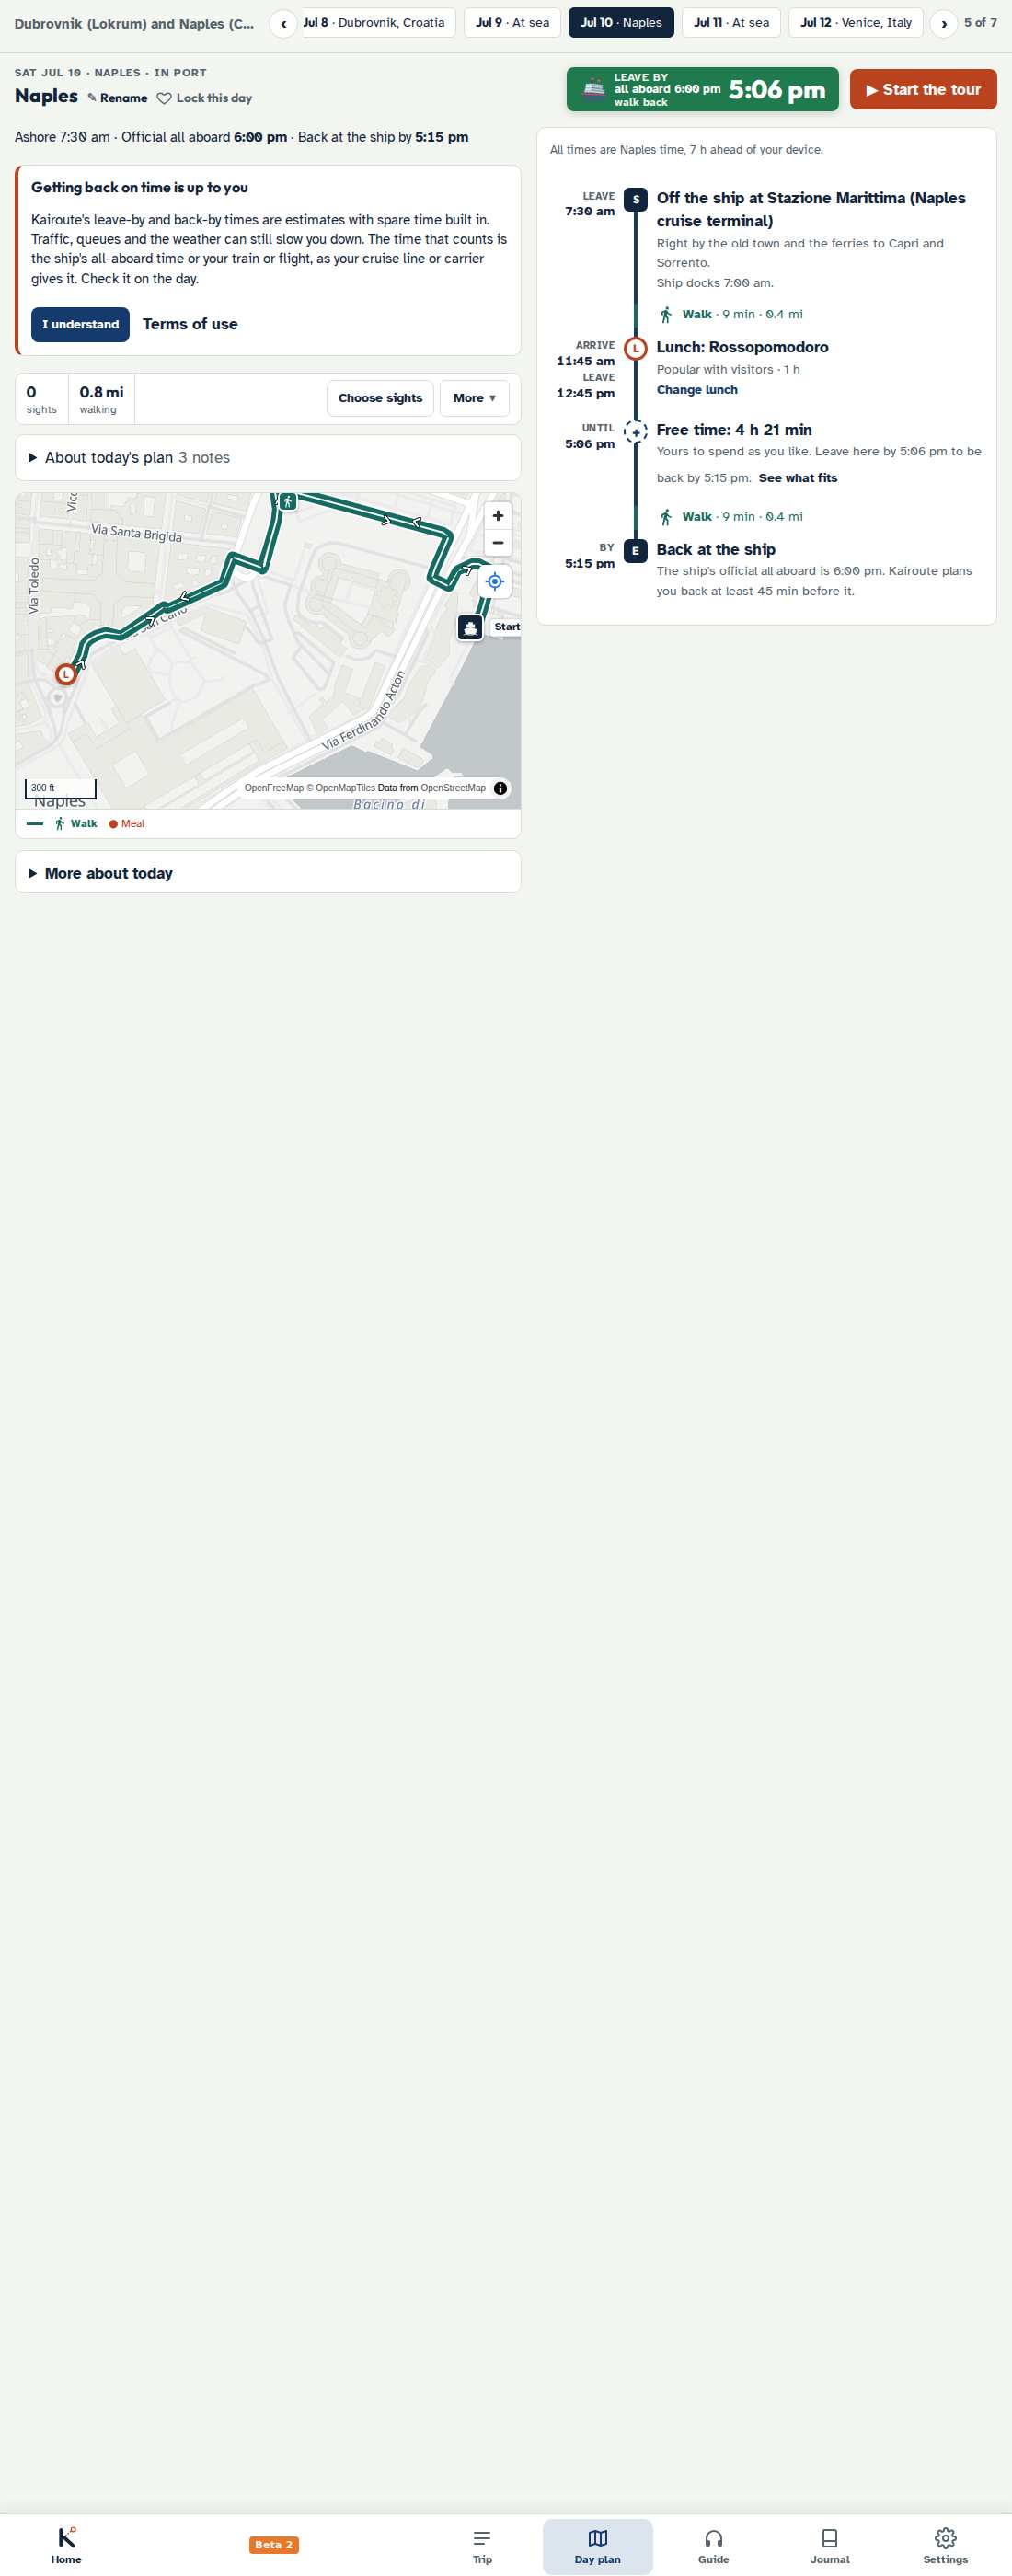 Dubrovnik (Lokrum) and Naples (C...
‹
Jul 8 · Dubrovnik, Croatia
Jul 9 · At sea
Jul 10 · Naples
Jul 11 · At sea
Jul 12 · Venice, Italy
›
5 of 7
SAT JUL 10 · NAPLES · IN PORT
Naples ✎ Rename Lock this day
LEAVE BY
all aboard 6:00 pm
walk back
5:06 pm
▶ Start the tour
Ashore 7:30 am · Official all aboard 6:00 pm · Back at the ship by 5:15 pm
Getting back on time is up to you
Kairoute's leave-by and back-by times are estimates with spare time built in.
Traffic, queues and the weather can still slow you down. The time that counts is
the ship's all-aboard time or your train or flight, as your cruise line or carrier
gives it. Check it on the day.
I understand
Terms of use
0
sights
0.8 mi
walking
Choose sights
More ▼
▶ About today's plan 3 notes
Via Santa Brigida
Via Toledo
Via Ferdinando Acton
L
Start
+
−
300 ft
Naples
OpenFreeMap © OpenMapTiles Data from OpenStreetMap
Bacino di
Walk
Meal
▶ More about today
All times are Naples time, 7 h ahead of your device.
LEAVE
7:30 am
S
Off the ship at Stazione Marittima (Naples
cruise terminal)
Right by the old town and the ferries to Capri and
Sorrento.
Ship docks 7:00 am.
Walk · 9 min · 0.4 mi
ARRIVE
11:45 am
LEAVE
12:45 pm
L
Lunch: Rossopomodoro
Popular with visitors · 1 h
Change lunch
UNTIL
5:06 pm
+
Free time: 4 h 21 min
Yours to spend as you like. Leave here by 5:06 pm to be
back by 5:15 pm. See what fits
Walk · 9 min · 0.4 mi
BY
5:15 pm
E
Back at the ship
The ship's official all aboard is 6:00 pm. Kairoute plans
you back at least 45 min before it.
Home
Beta 2
Trip
Day plan
Guide
Journal
Settings